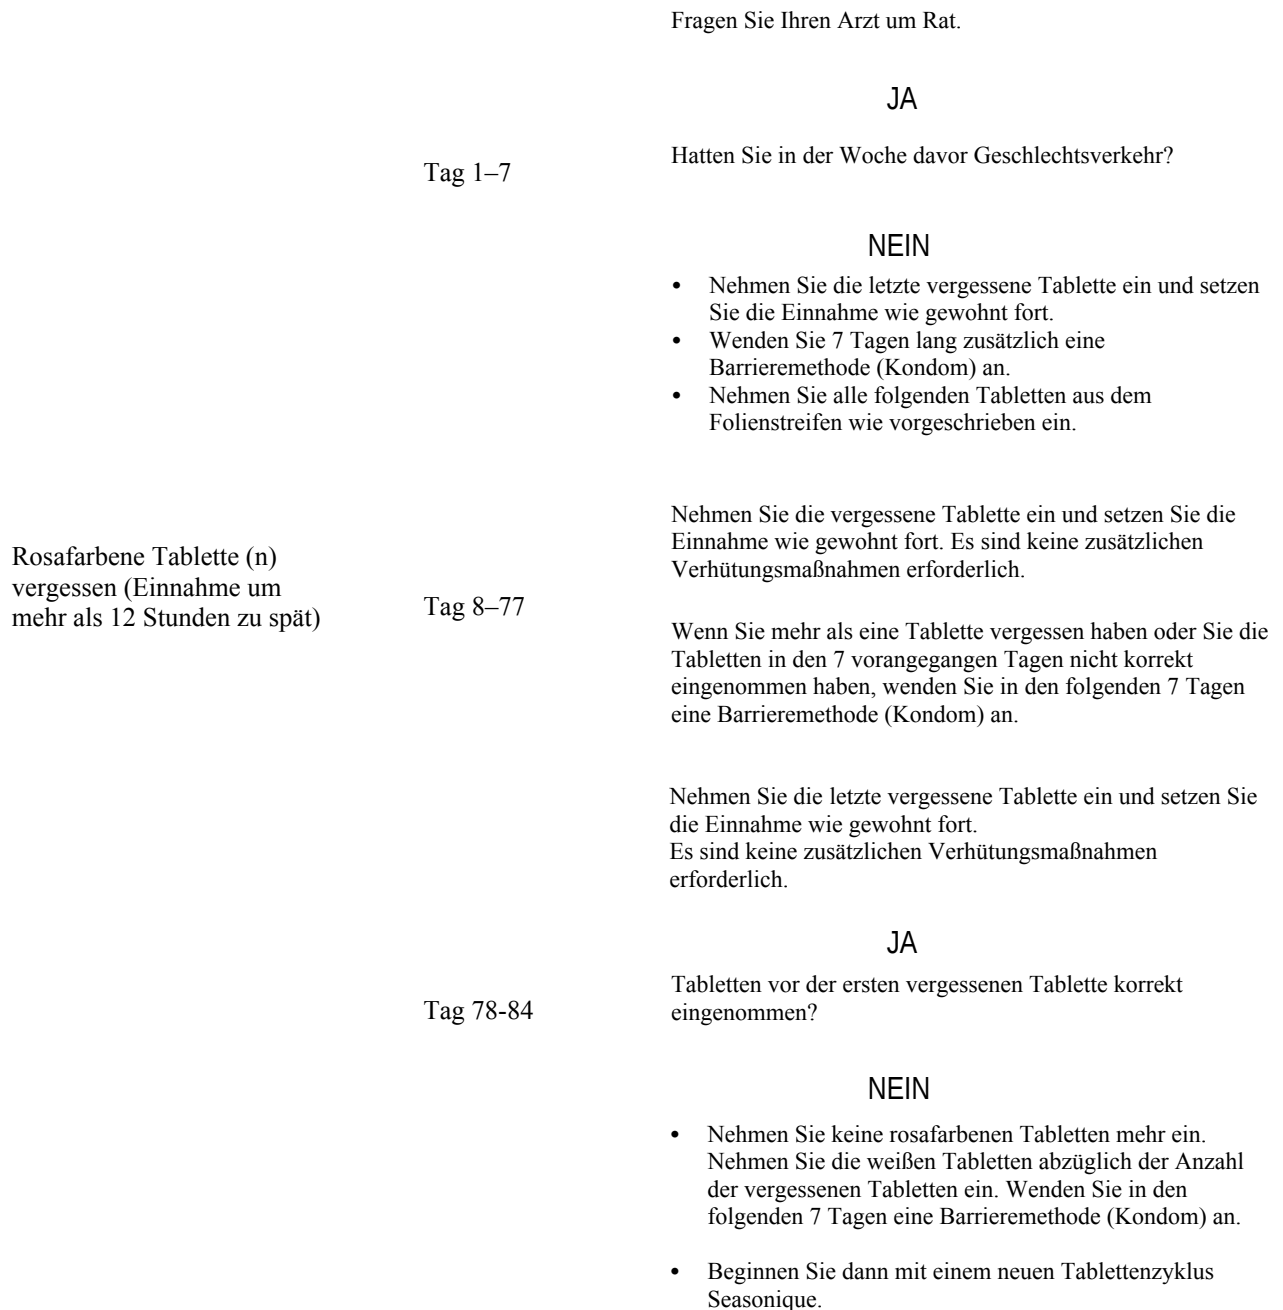 Fragen Sie Ihren Arzt um Rat.
JA
Hatten Sie in der Woche davor Geschlechtsverkehr?
Tag 1–7
NEIN
• Nehmen Sie die letzte vergessene Tablette ein und setzen
Sie die Einnahme wie gewohnt fort.
• Wenden Sie 7 Tagen lang zusätzlich eine
Barrieremethode (Kondom) an.
• Nehmen Sie alle folgenden Tabletten aus dem
Folienstreifen wie vorgeschrieben ein.
Rosafarbene Tablette (n)
vergessen (Einnahme um
mehr als 12 Stunden zu spät)
Tag 8–77
Nehmen Sie die vergessene Tablette ein und setzen Sie die
Einnahme wie gewohnt fort. Es sind keine zusätzlichen
Verhütungsmaßnahmen erforderlich.
Wenn Sie mehr als eine Tablette vergessen haben oder Sie die
Tabletten in den 7 vorangegangen Tagen nicht korrekt
eingenommen haben, wenden Sie in den folgenden 7 Tagen
eine Barrieremethode (Kondom) an.
Nehmen Sie die letzte vergessene Tablette ein und setzen Sie
die Einnahme wie gewohnt fort.
Es sind keine zusätzlichen Verhütungsmaßnahmen
erforderlich.
JA
Tag 78-84
Tabletten vor der ersten vergessenen Tablette korrekt
eingenommen?
NEIN
• Nehmen Sie keine rosafarbenen Tabletten mehr ein.
Nehmen Sie die weißen Tabletten abzüglich der Anzahl
der vergessenen Tabletten ein. Wenden Sie in den
folgenden 7 Tagen eine Barrieremethode (Kondom) an.
• Beginnen Sie dann mit einem neuen Tablettenzyklus
Seasonique.